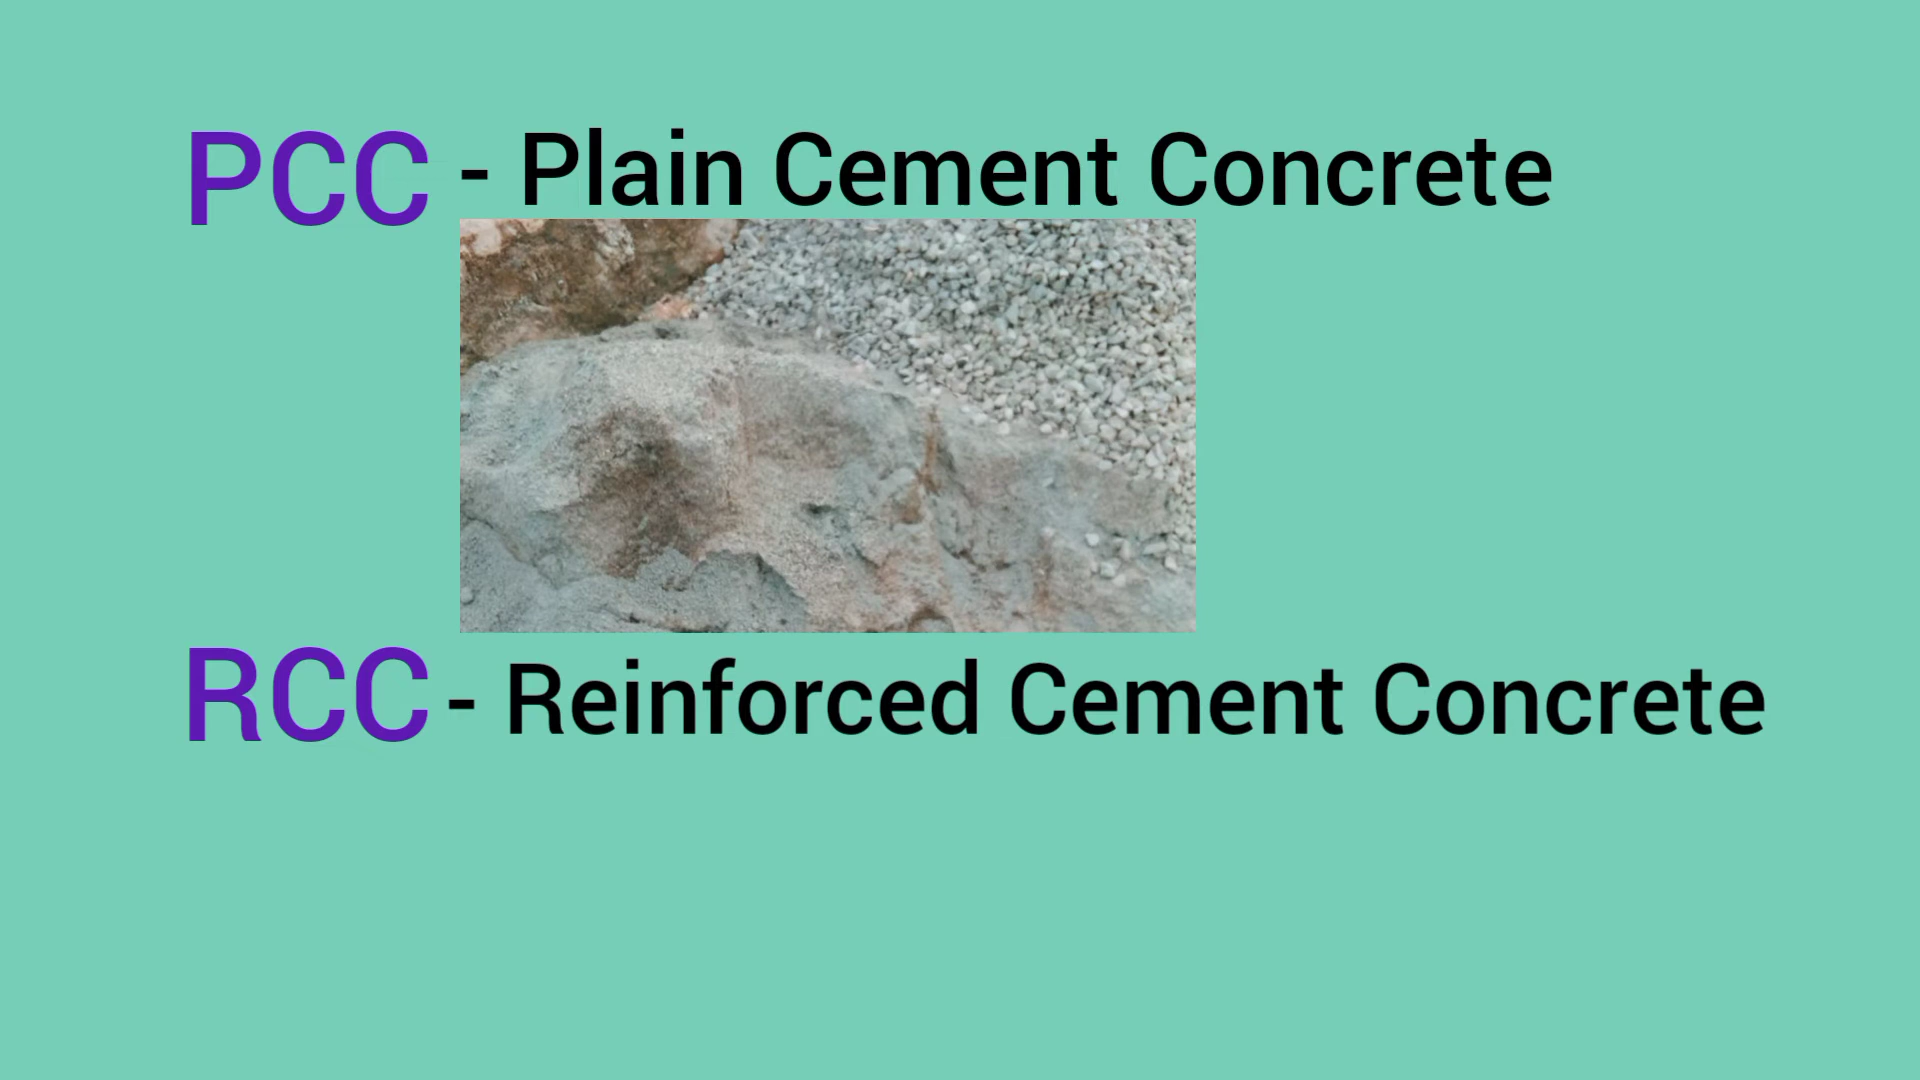 PCC - Plain Cement Concrete
RCC - Reinforced Cement Concrete